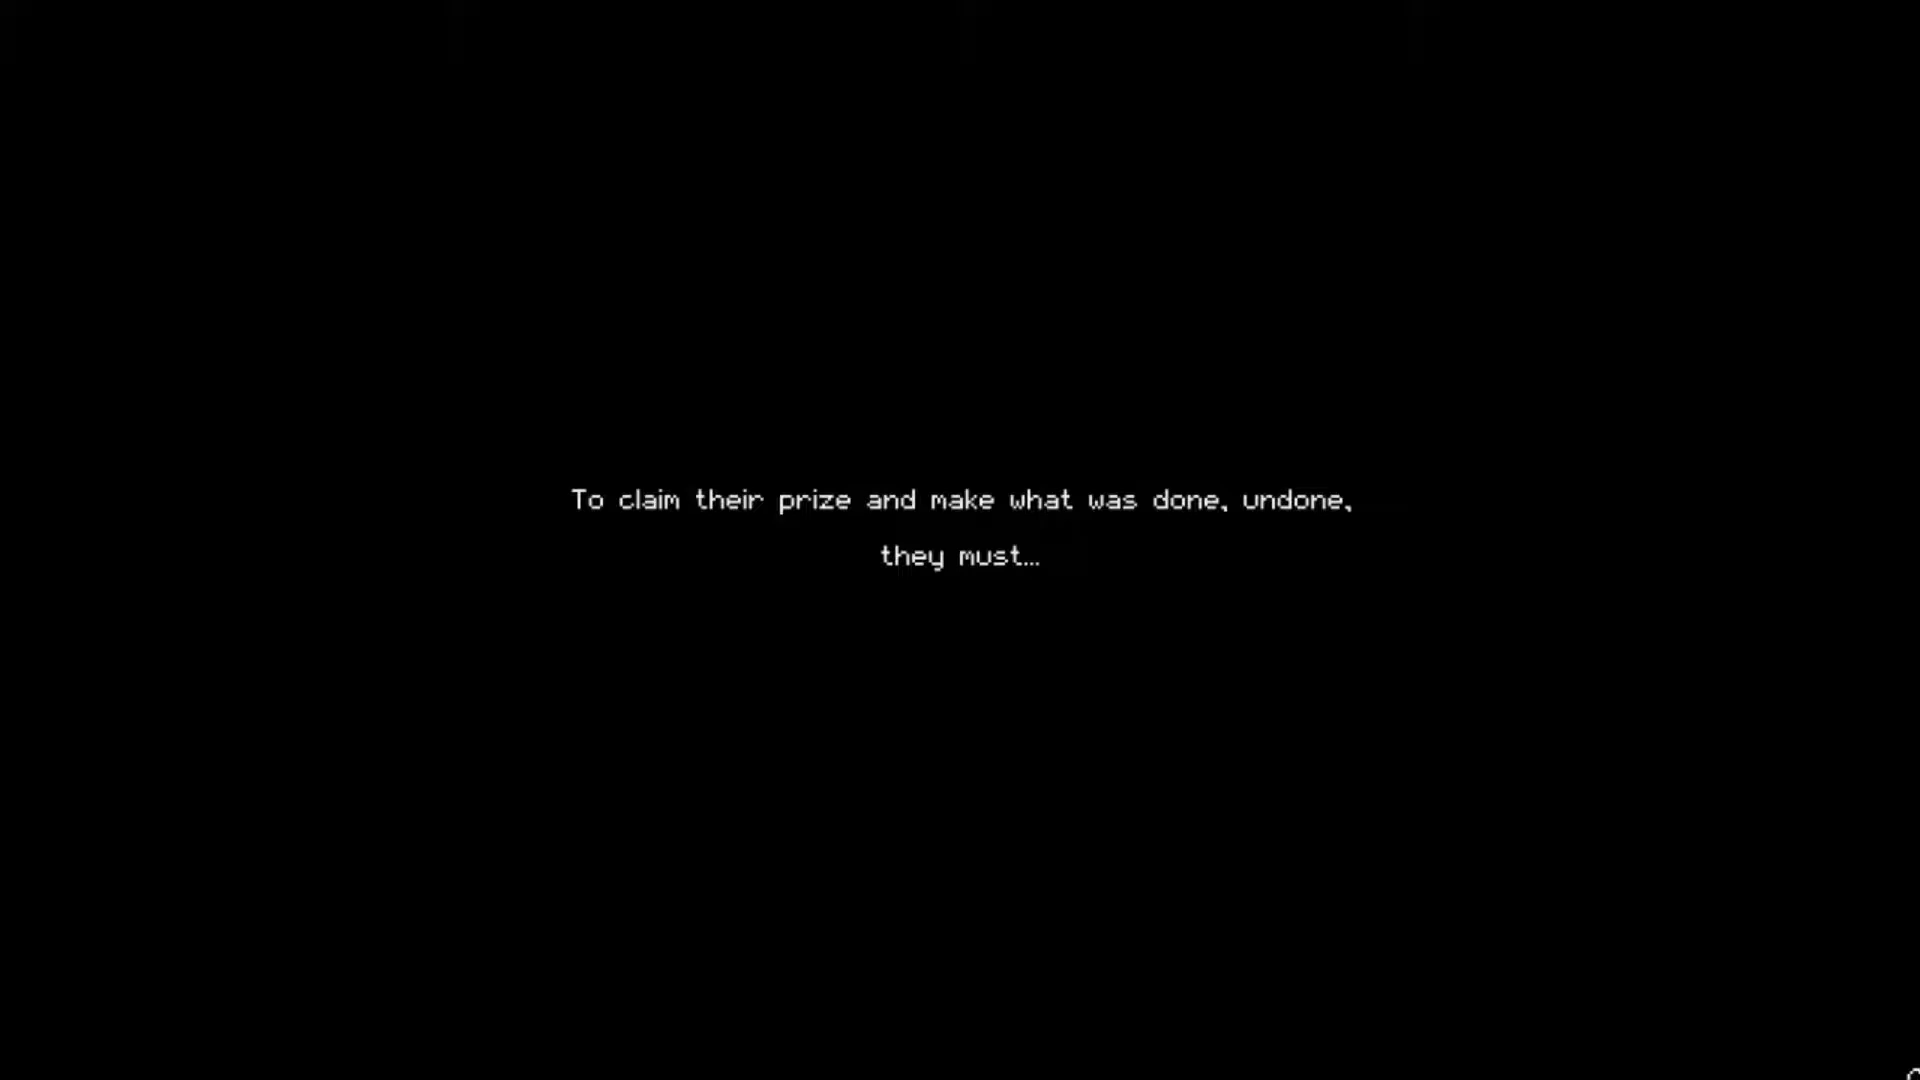 To claim their prize and make what was done, undone,
they must...